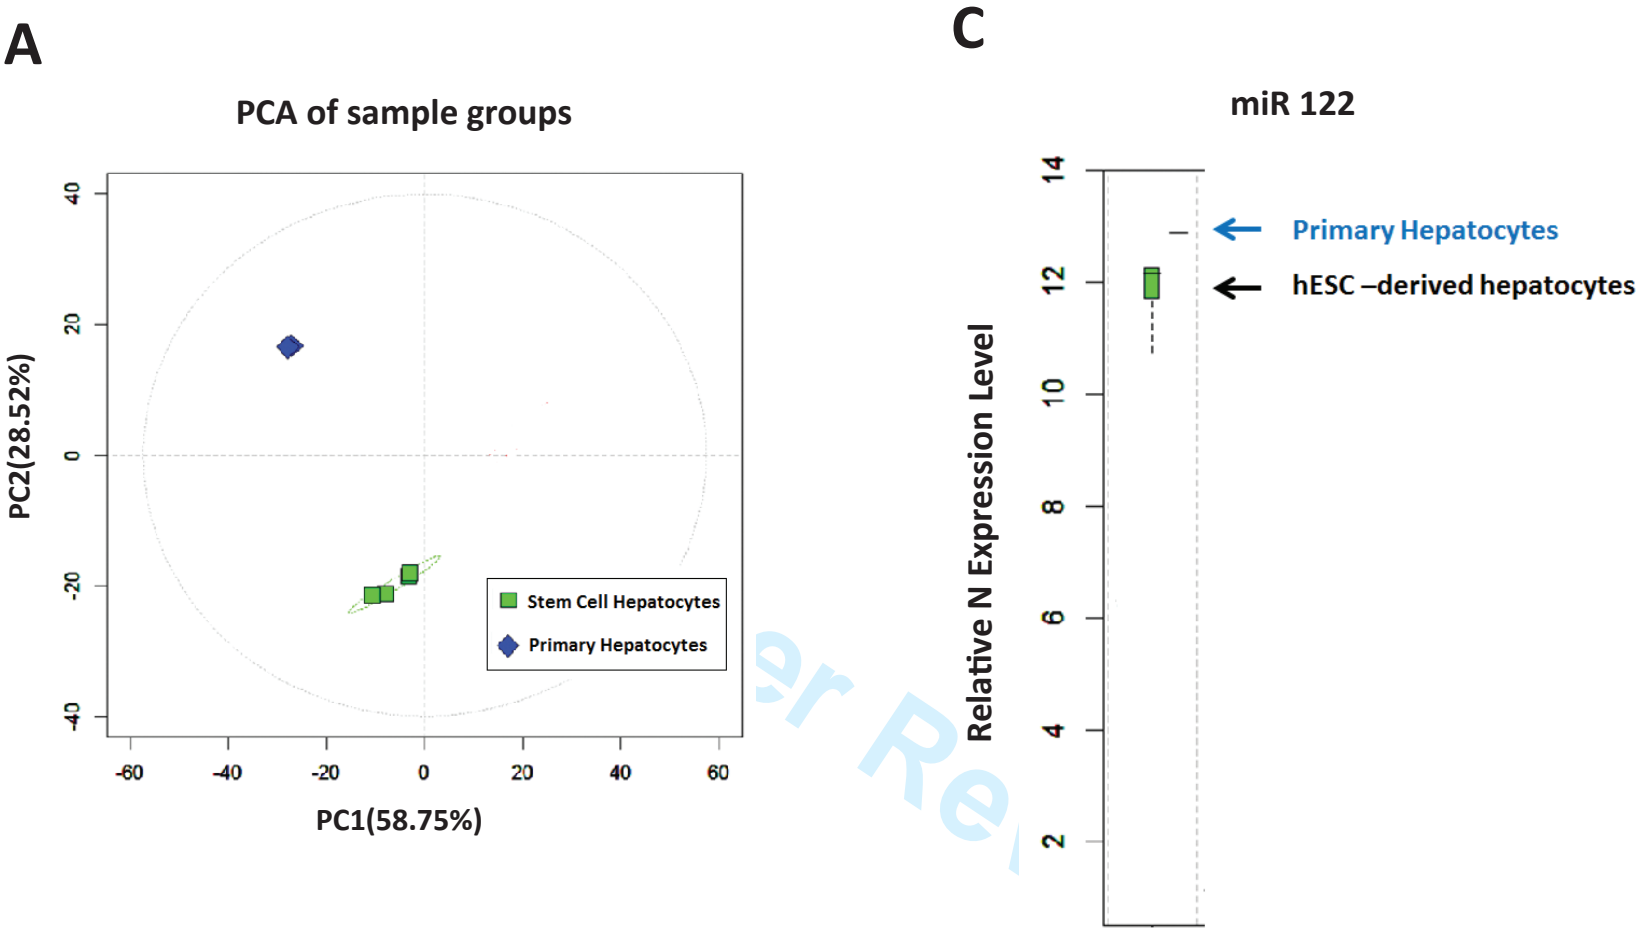 A
PCA of sample groups
40
20
0
-20
-40
PC2(28.52%)
-60
-40
-20
0
20
40
60
PC1(58.75%)
Stem Cell Hepatocytes
Primary Hepatocytes
C
miR 122
14
12
10
8
6
4
2
Relative N Expression Level
Primary Hepatocytes
hESC –derived hepatocytes